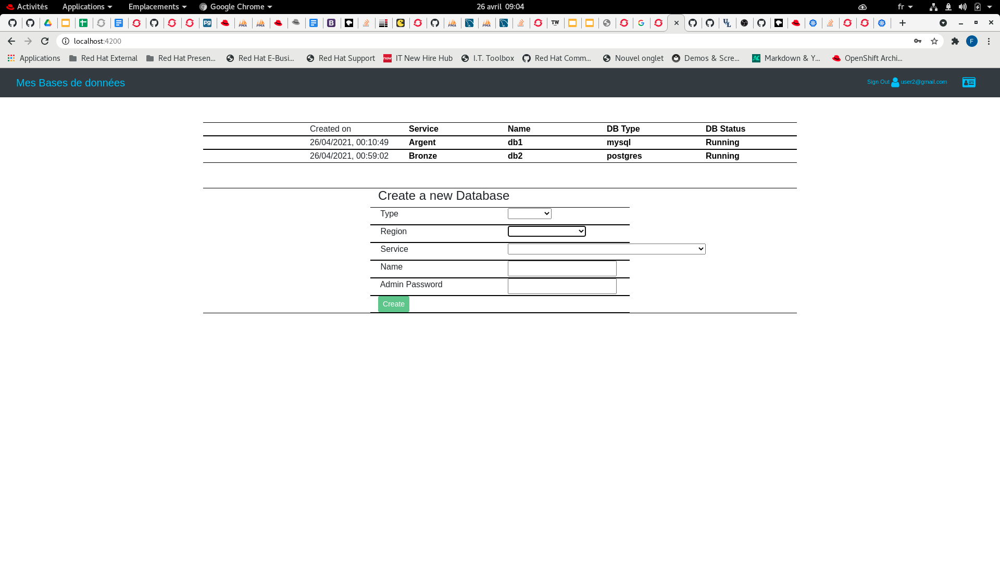 Activités Applications Emplacements Google Chrome 26 avril 09:04 fr
localhost:4200 F
Applications Red Hat External Red Hat Presen... Red Hat E-Busi... Red Hat Support now IT New Hire Hub I.T. Toolbox Red Hat Comm... Nouvel onglet Demos & Scre... Markdown & Y... OpenShift Archi...
Mes Bases de données Sign Out user2@gmail.com
Created on Service Name DB Type DB Status
26/04/2021, 00:10:49 Argent db1 mysql Running
26/04/2021, 00:59:02 Bronze db2 postgres Running
Create a new Database
Type
Region
Service
Name
Admin Password
Create